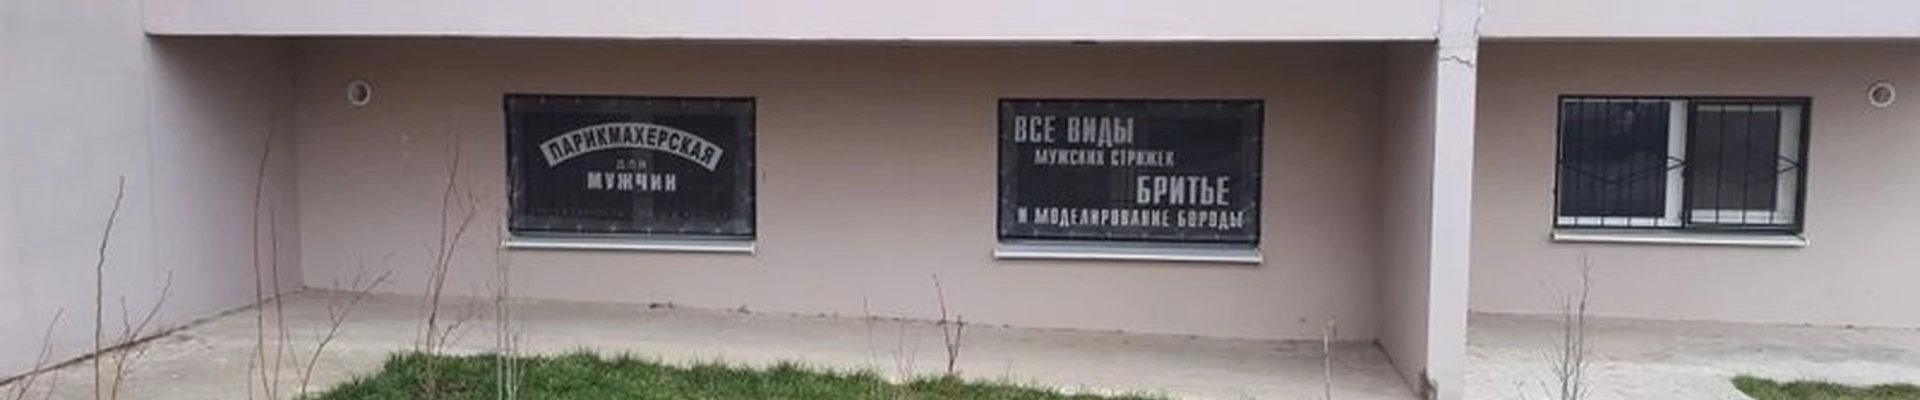 ПАРИКМАХЕРСКАЯ
ДЛЯ
МУЖЧИН
ВСЕ ВИДЫ
МУЖСКИХ СТРИЖЕК
БРИТЬЕ
И МОДЕЛИРОВАНИЕ БОРОДЫ